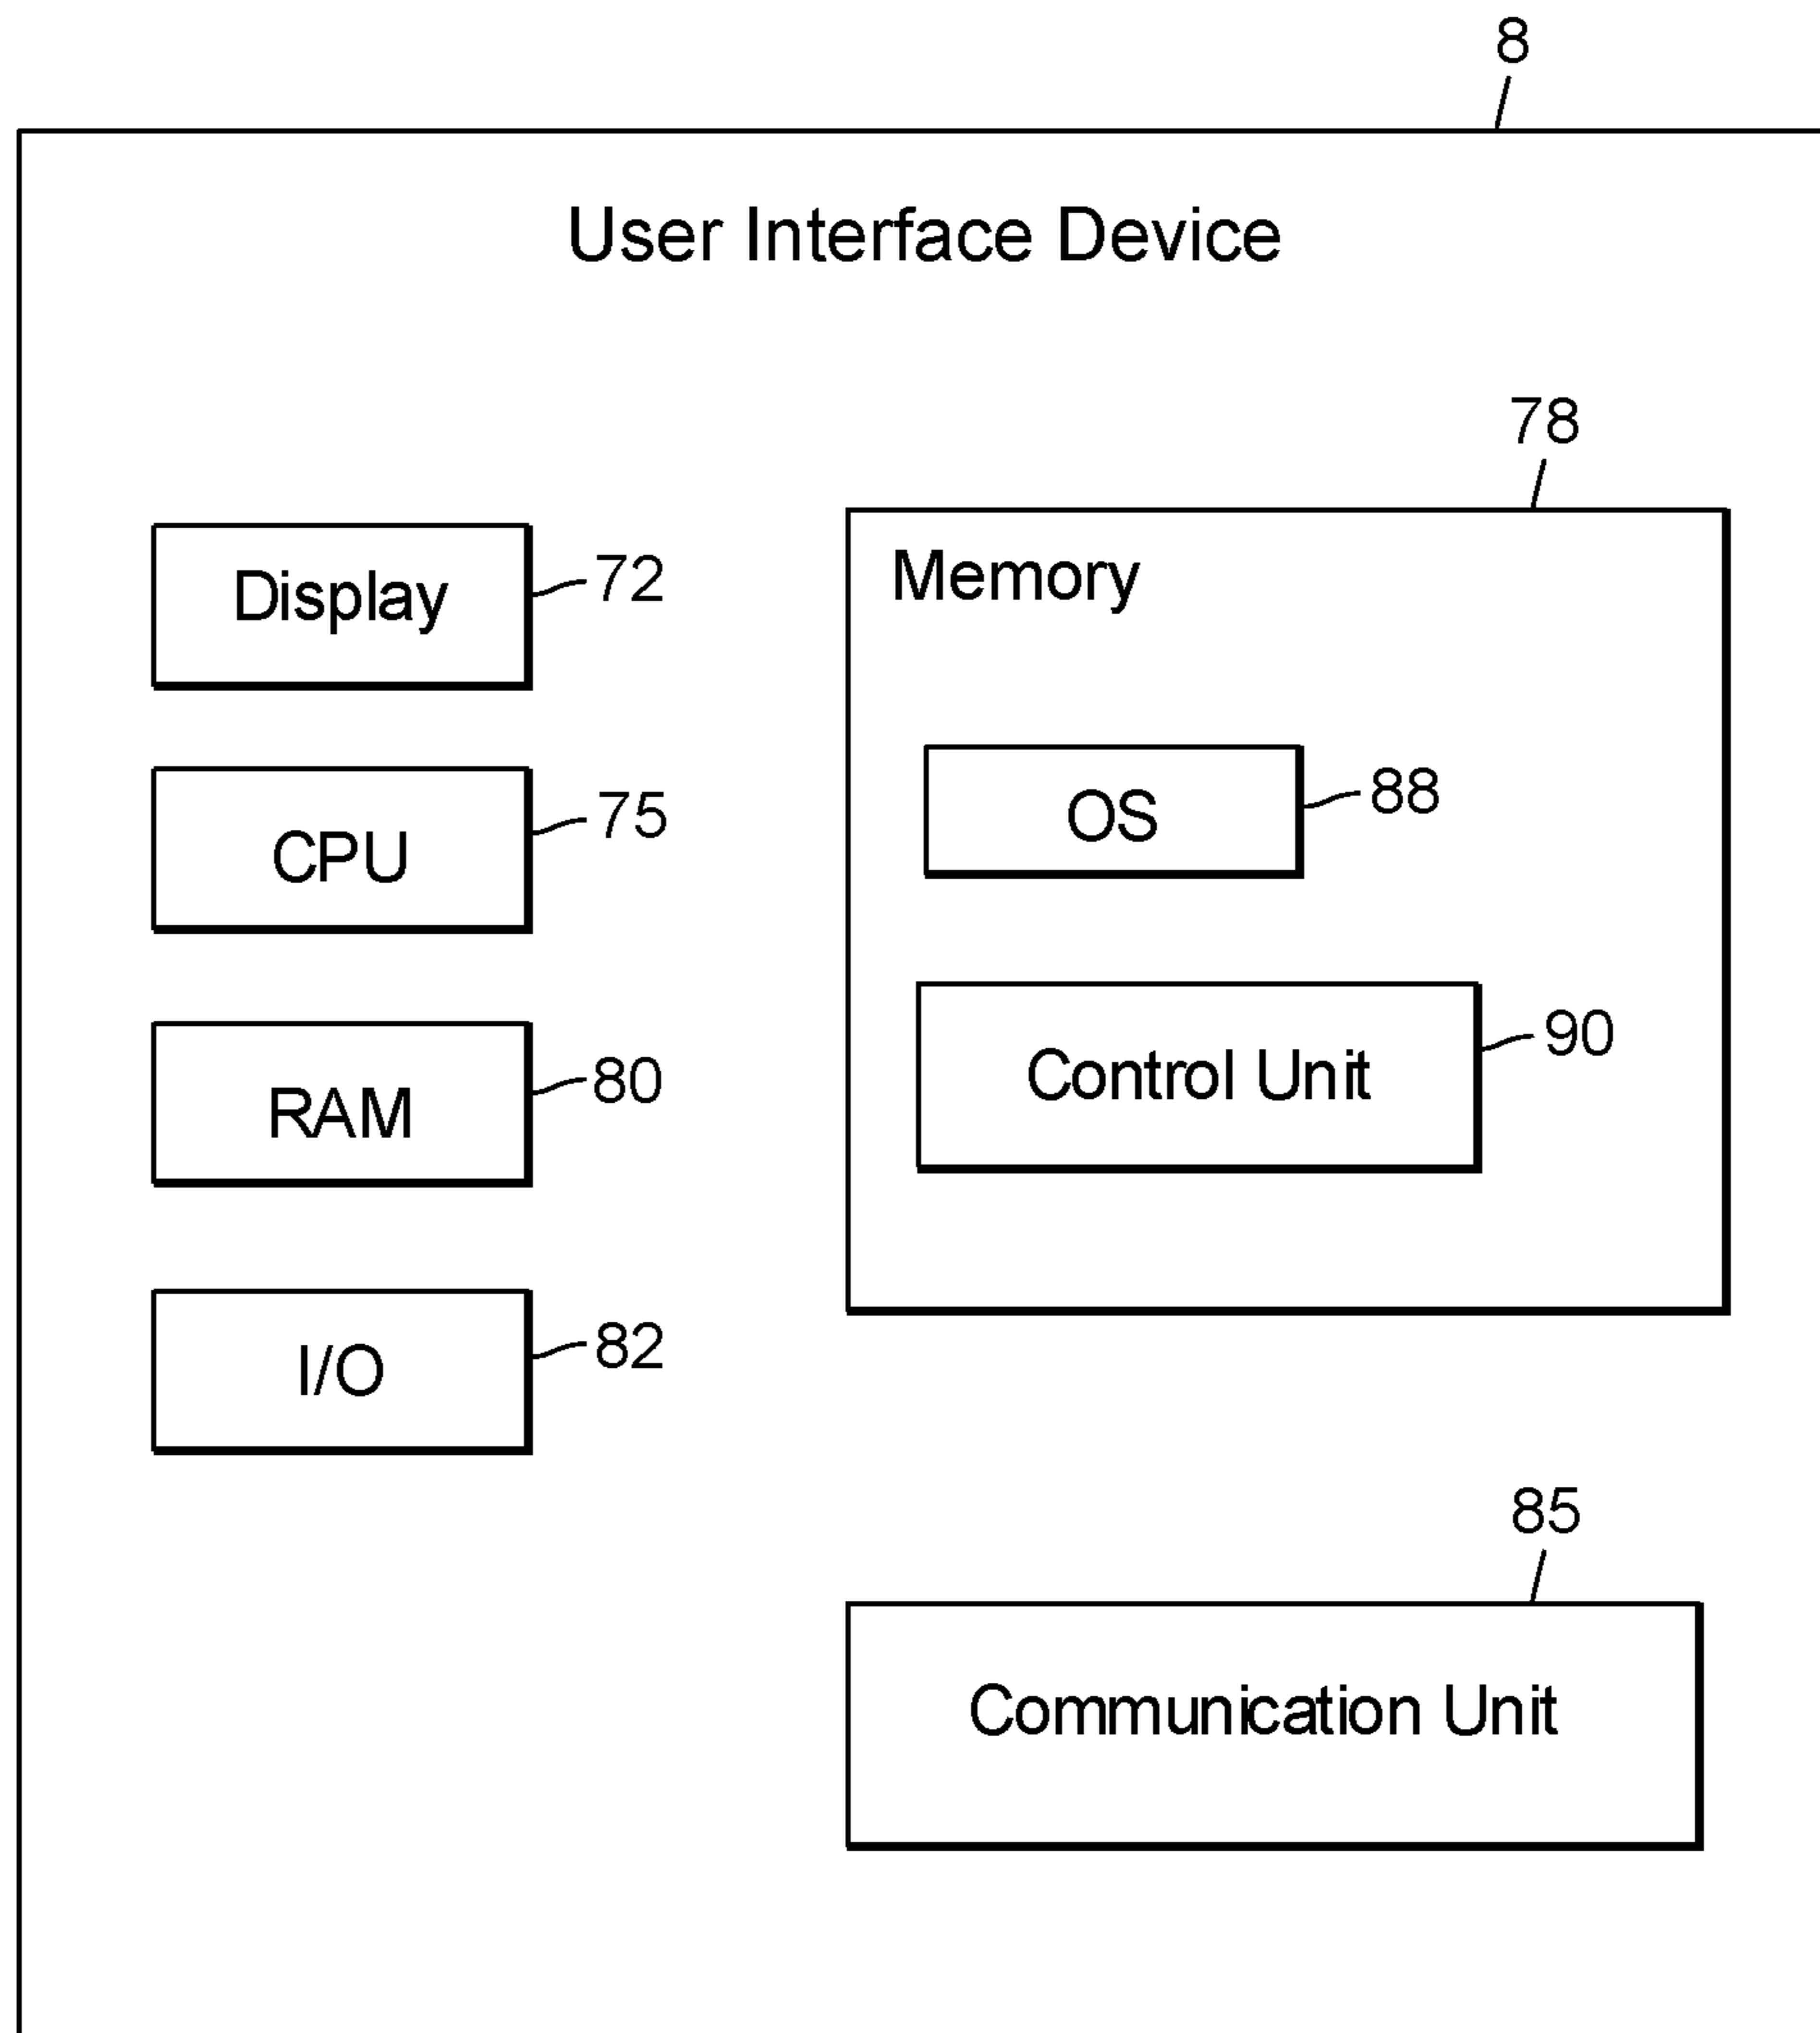 8
User Interface Device
78
Display
72
Memory
CPU
75
OS
88
RAM
80
Control Unit
90
I/O
82
85
Communication Unit